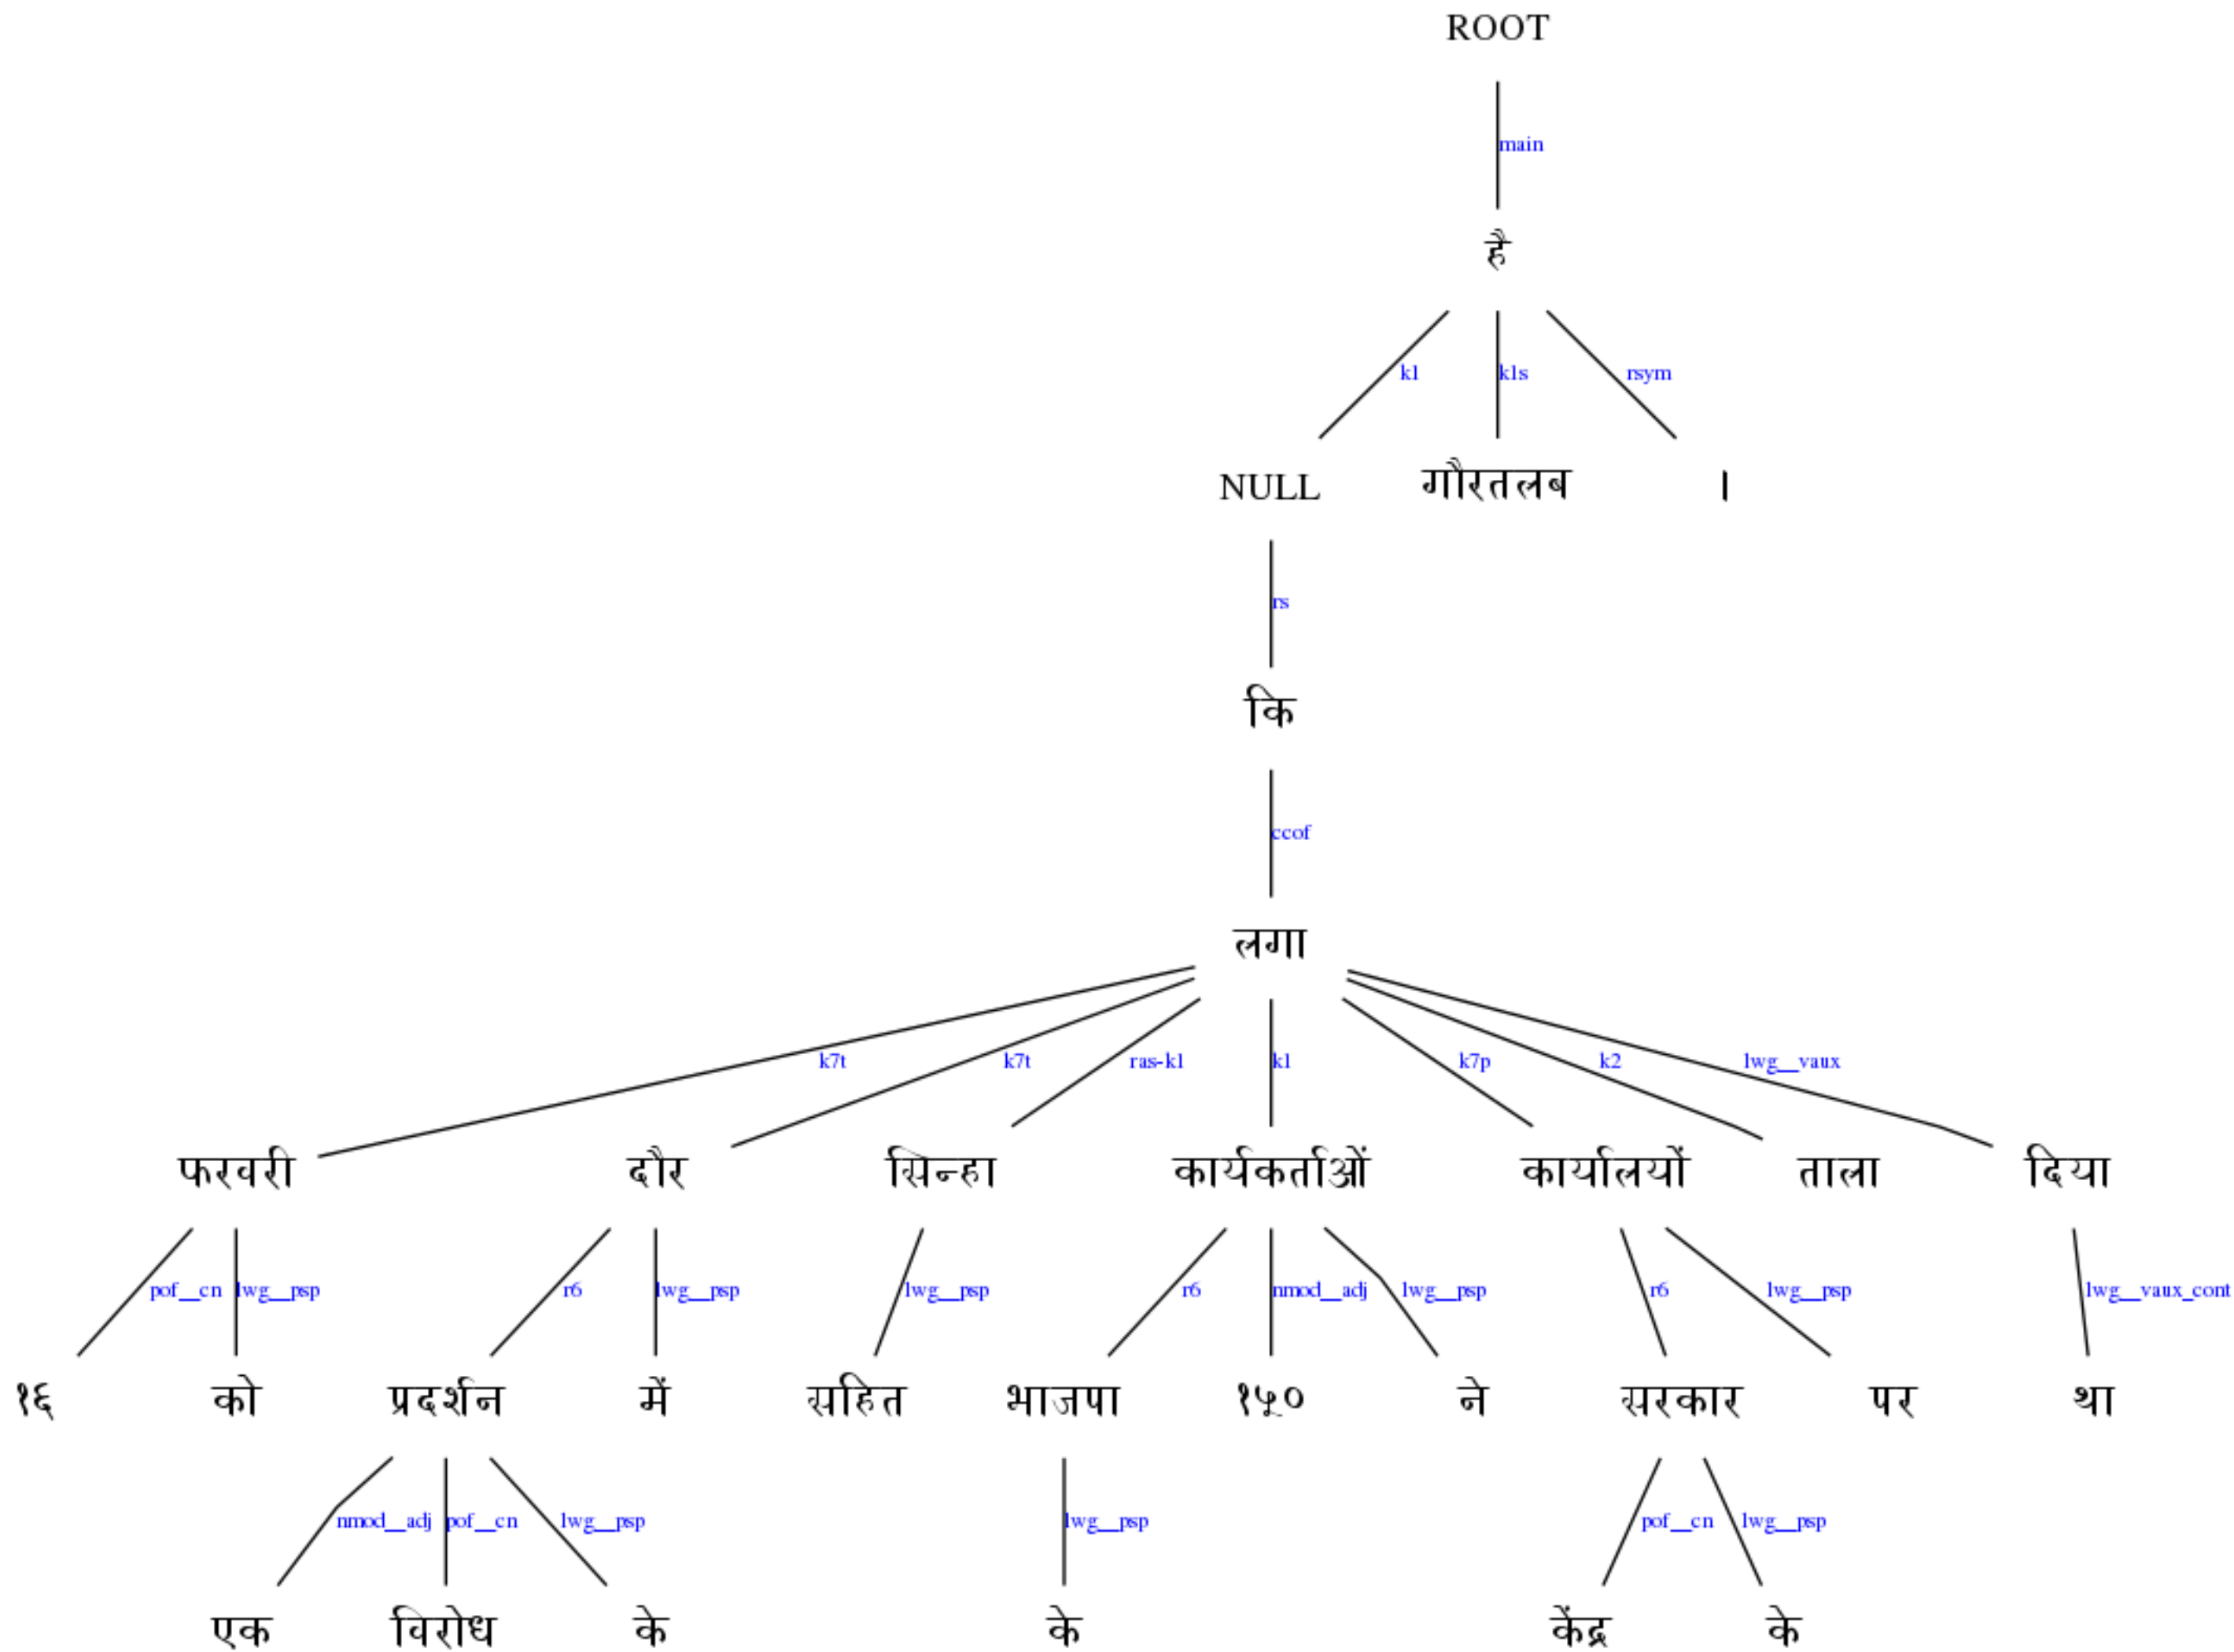 ROOT
main
है
k1 k1s rsym
NULL गौरतलब ।
rs
कि
ccof
लगा
k7t k7t ras-k1 k1 k7p k2 lwg__vaux
फरवरी दौर सिन्हा कार्यकर्ताओं कार्यालयों ताला दिया
pof__cn lwg__psp r6 lwg__psp lwg__psp r6 nmod__adj lwg__psp r6 lwg__psp lwg__vaux_cont
१६ को प्रदर्शन में सहित भाजपा १५० ने सरकार पर था
nmod__adj pof__cn lwg__psp lwg__psp pof__cn lwg__psp
एक विरोध के के केंद्र के